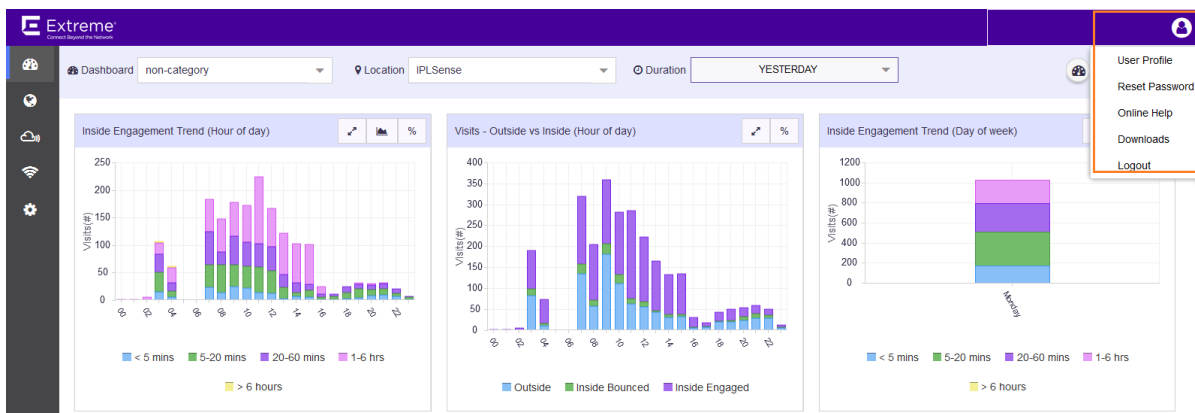 Extreme®
Connect Beyond the Network
Dashboard non-category Location IPLSense Duration YESTERDAY
User Profile
Reset Password
Online Help
Downloads
Logout
Inside Engagement Trend (Hour of day) %
250
200
150
100
50
0
Visits(#)
00 02 04 06 08 10 12 14 16 18 20 22
< 5 mins 5-20 mins 20-60 mins 1-6 hrs
> 6 hours
Visits - Outside vs Inside (Hour of day) %
400
350
300
250
200
150
100
50
0
Visits(#)
00 02 04 06 08 10 12 14 16 18 20 22
Outside Inside Bounced Inside Engaged
Inside Engagement Trend (Day of week)
1200
1000
800
600
400
200
0
Visits(#)
Monday
< 5 mins 5-20 mins 20-60 mins 1-6 hrs
> 6 hours